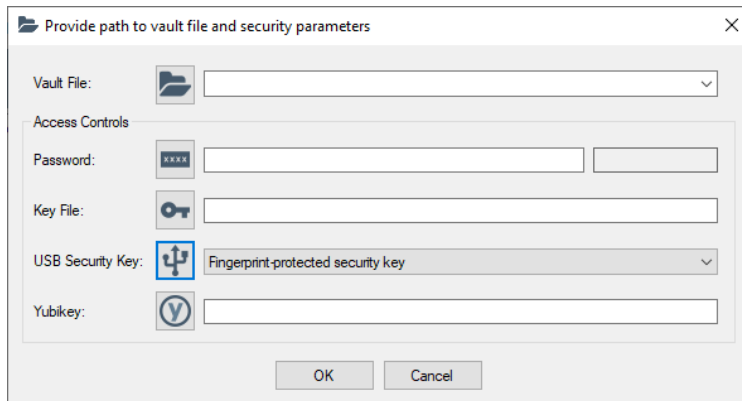 Provide path to vault file and security parameters
Vault File:
Access Controls
Password:
xxxx
Key File:
USB Security Key:
Fingerprint-protected security key
Yubikey:
y
OK
Cancel